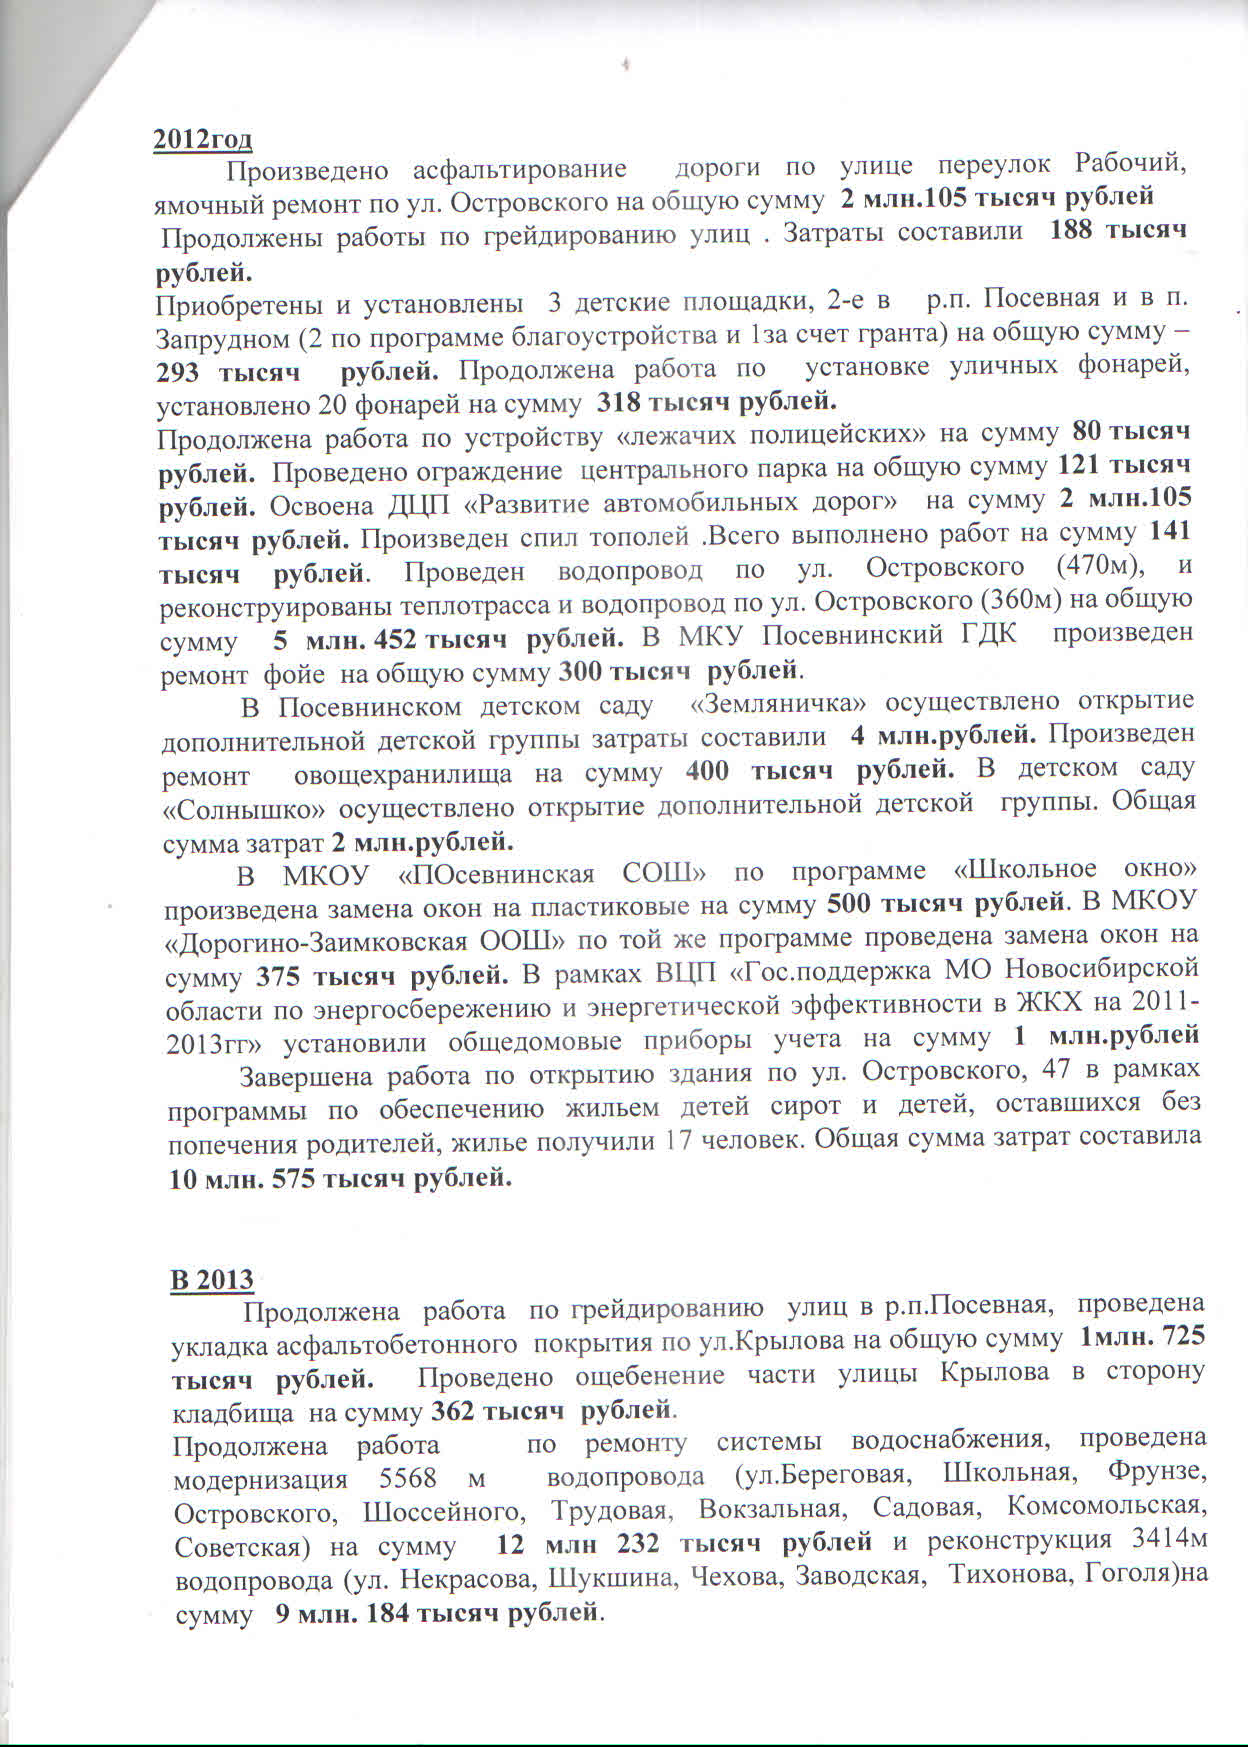 2012год
Произведено асфальтирование дороги по улице переулок Рабочий,
ямочный ремонт по ул. Островского на общую сумму 2 млн.105 тысяч рублей
Продолжены работы по грейдированию улиц . Затраты составили 188 тысяч
рублей.
Приобретены и установлены 3 детские площадки, 2-е в р.п. Посевная и в п.
Запрудном (2 по программе благоустройства и 1за счет гранта) на общую сумму –
293 тысяч рублей. Продолжена работа по установке уличных фонарей,
установлено 20 фонарей на сумму 318 тысяч рублей.
Продолжена работа по устройству «лежачих полицейских» на сумму 80 тысяч
рублей. Проведено ограждение центрального парка на общую сумму 121 тысяч
рублей. Освоена ДЦП «Развитие автомобильных дорог» на сумму 2 млн.105
тысяч рублей. Произведен спил тополей .Всего выполнено работ на сумму 141
тысяч рублей. Проведен водопровод по ул. Островского (470м), и
реконструированы теплотрасса и водопровод по ул. Островского (360м) на общую
сумму 5 млн. 452 тысяч рублей. В МКУ Посевнинский ГДК произведен
ремонт фойе на общую сумму 300 тысяч рублей.
В Посевнинском детском саду «Земляничка» осуществлено открытие
дополнительной детской группы затраты составили 4 млн.рублей. Произведен
ремонт овощехранилища на сумму 400 тысяч рублей. В детском саду
«Солнышко» осуществлено открытие дополнительной детской группы. Общая
сумма затрат 2 млн.рублей.
В МКОУ «ПОсевнинская СОШ» по программе «Школьное окно»
произведена замена окон на пластиковые на сумму 500 тысяч рублей. В МКОУ
«Дорогино-Заимковская ООШ» по той же программе проведена замена окон на
сумму 375 тысяч рублей. В рамках ВЦП «Гос.поддержка МО Новосибирской
области по энергосбережению и энергетической эффективности в ЖКХ на 2011-
2013гг» установили общедомовые приборы учета на сумму 1 млн.рублей
Завершена работа по открытию здания по ул. Островского, 47 в рамках
программы по обеспечению жильем детей сирот и детей, оставшихся без
попечения родителей, жилье получили 17 человек. Общая сумма затрат составила
10 млн. 575 тысяч рублей.
В 2013
Продолжена работа по грейдированию улиц в р.п.Посевная, проведена
укладка асфальтобетонного покрытия по ул.Крылова на общую сумму 1млн. 725
тысяч рублей. Проведено ощебенение части улицы Крылова в сторону
кладбища на сумму 362 тысяч рублей.
Продолжена работа по ремонту системы водоснабжения, проведена
модернизация 5568 м водопровода (ул.Береговая, Школьная, Фрунзе,
Островского, Шоссейного, Трудовая, Вокзальная, Садовая, Комсомольская,
Советская) на сумму 12 млн 232 тысяч рублей и реконструкция 3414м
водопровода (ул. Некрасова, Шукшина, Чехова, Заводская, Тихонова, Гоголя)на
сумму 9 млн. 184 тысяч рублей.